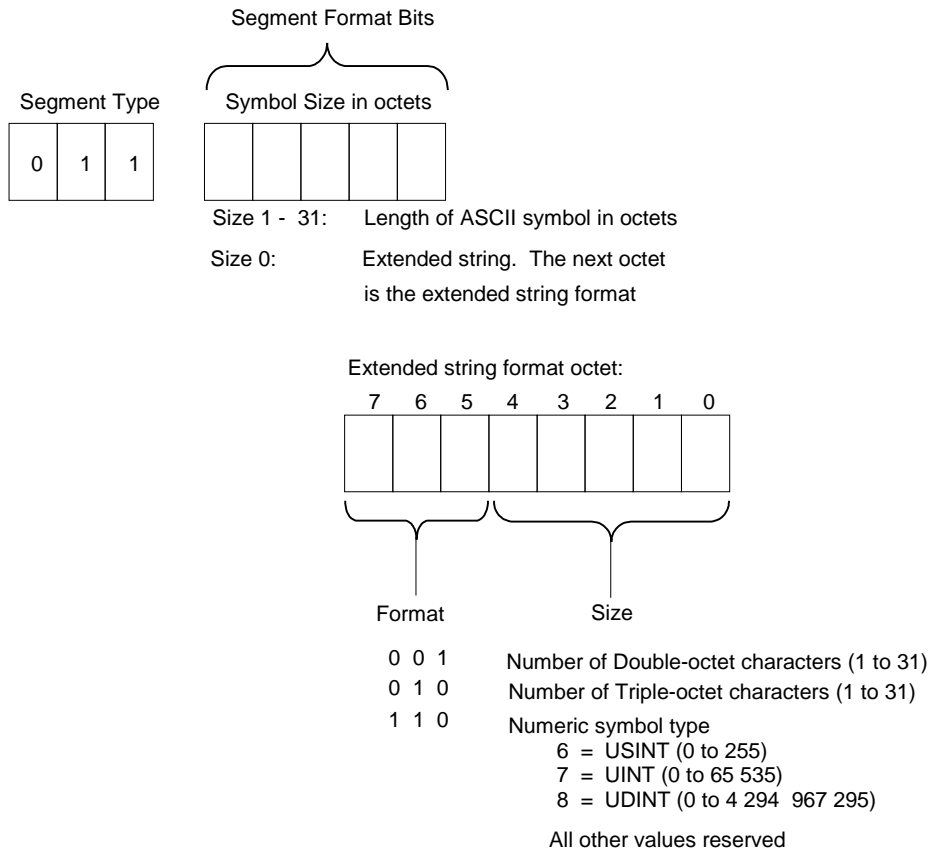 Segment Format Bits
Segment Type Symbol Size in octets
0 1 1
Size 1 - 31: Length of ASCII symbol in octets
Size 0: Extended string. The next octet
is the extended string format
Extended string format octet:
7 6 5 4 3 2 1 0
Format Size
0 0 1 Number of Double-octet characters (1 to 31)
0 1 0 Number of Triple-octet characters (1 to 31)
1 1 0 Numeric symbol type
6 = USINT (0 to 255)
7 = UINT (0 to 65 535)
8 = UDINT (0 to 4 294 967 295)
All other values reserved